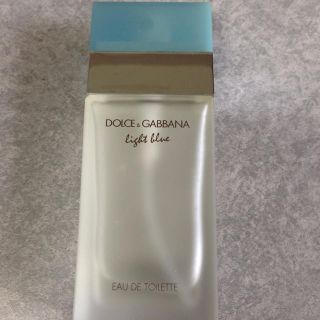 DOLCE & GABBANA
light blue
EAU DE TOILETTE